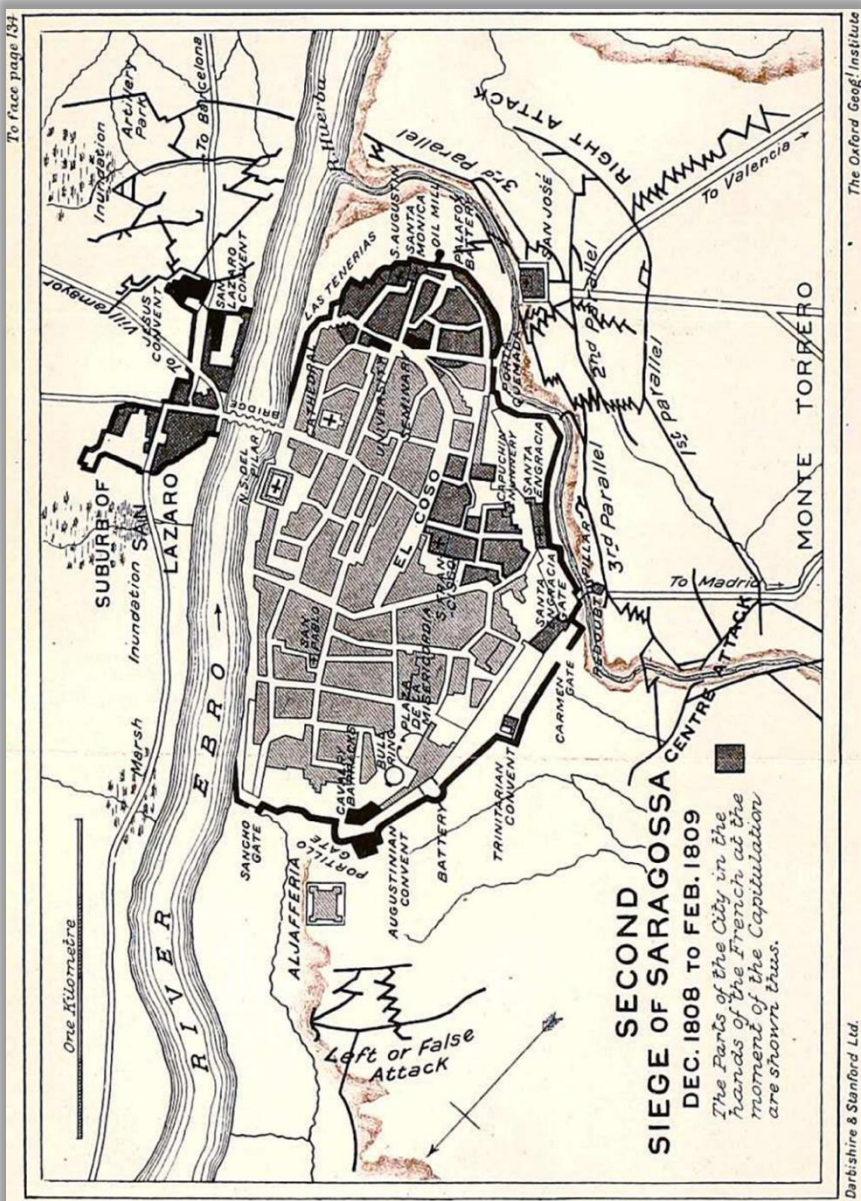 To face page 134
The Oxford Geog! Institute
Darbishire & Stanford Ltd.
One Kilometre
RIVER EBRO
Marsh
Inundation
SUBURB OF
SAN
LAZARO
To Villamayor
JESUS
CONVENT
SAN
LAZARO
CONVENT
Inundation
Artillery
Park
To Barcelona
R. Huerba
BRIDGE
N.S. DEL
PILAR
CATHEDRAL
LAS TENERIAS
UNIVERSITY
SEMINARY
S. AUGUSTIN
SANTA
MONICA
OIL MILL
PALAFOX
BATTERY
EL COSO
SAN
PABLO
SANCHO
GATE
PORTILLO
GATE
ALJAFFERIA
CAVALRY
BARRACKS
BULL
RING
PLAZA
DE LA
MISERICORDIA
AUGUSTINIAN
CONVENT
BATTERY
TRINITARIAN
CONVENT
CARMEN
GATE
SANTA
ENGRACIA
GATE
CAPUCHIN
NUNNERY
SANTA
ENGRACIA
PORTA
QUEMADA
SAN JOSÉ
3rd Parallel
RIGHT ATTACK
To Valencia
2nd Parallel
1st Parallel
3rd Parallel
REDOUBT
PILLAR
To Madrid
MONTE TORRERO
CENTRE ATTACK
Left or False
Attack
SECOND
SIEGE OF SARAGOSSA
DEC. 1808 TO FEB. 1809
The Parts of the City in the
hands of the French at the
moment of the Capitulation
are shown thus.